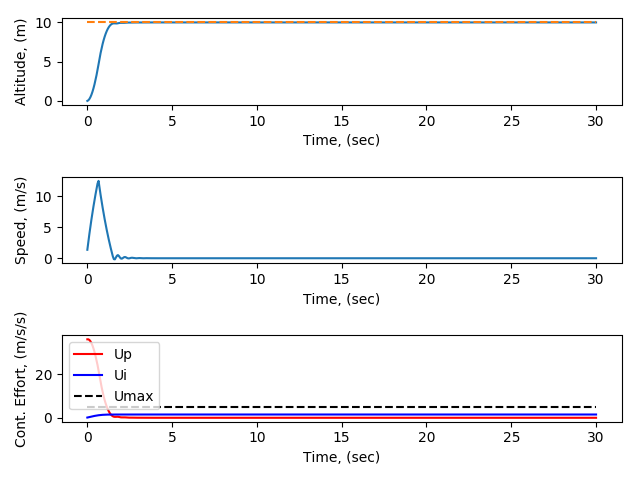 10
5
0
Altitude, (m)
0 5 10 15 20 25 30
Time, (sec)
10
5
0
Speed, (m/s)
0 5 10 15 20 25 30
Time, (sec)
20
0
Cont. Effort, (m/s/s)
Up
Ui
Umax
0 5 10 15 20 25 30
Time, (sec)